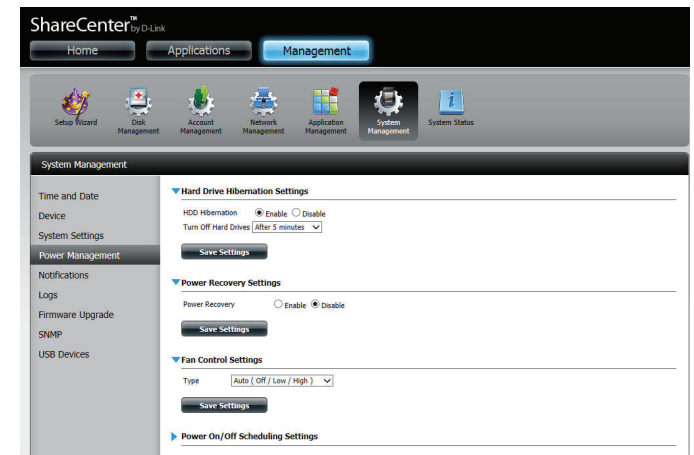 ShareCenter™ by D-Link
Home Applications Management
Setup Wizard
Disk Management
Account Management
Network Management
Application Management
System Management
System Status
System Management
Time and Date
Device
System Settings
Power Management
Notifications
Logs
Firmware Upgrade
SNMP
USB Devices
Hard Drive Hibernation Settings
HDD Hibernation Enable Disable
Turn Off Hard Drives After 5 minutes
Save Settings
Power Recovery Settings
Power Recovery Enable Disable
Save Settings
Fan Control Settings
Type Auto ( Off / Low / High )
Save Settings
Power On/Off Scheduling Settings